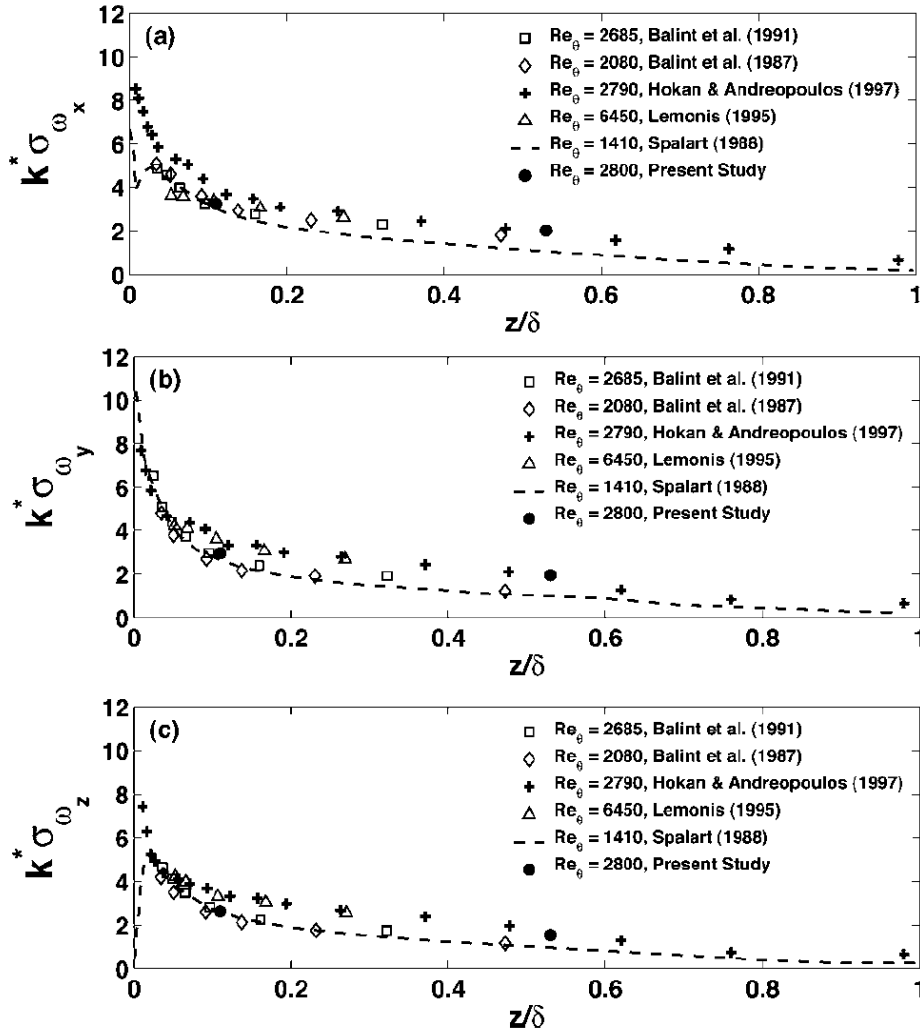 (a)
Re_θ = 2685, Balint et al. (1991)
Re_θ = 2080, Balint et al. (1987)
Re_θ = 2790, Hokan & Andreopoulos (1997)
Re_θ = 6450, Lemonis (1995)
Re_θ = 1410, Spalart (1988)
Re_θ = 2800, Present Study
k* σ_ω_x
12
10
8
6
4
2
0
0 0.2 0.4 0.6 0.8 1
z/δ
(b)
Re_θ = 2685, Balint et al. (1991)
Re_θ = 2080, Balint et al. (1987)
Re_θ = 2790, Hokan & Andreopoulos (1997)
Re_θ = 6450, Lemonis (1995)
Re_θ = 1410, Spalart (1988)
Re_θ = 2800, Present Study
k* σ_ω_y
12
10
8
6
4
2
0
0 0.2 0.4 0.6 0.8 1
z/δ
(c)
Re_θ = 2685, Balint et al. (1991)
Re_θ = 2080, Balint et al. (1987)
Re_θ = 2790, Hokan & Andreopoulos (1997)
Re_θ = 6450, Lemonis (1995)
Re_θ = 1410, Spalart (1988)
Re_θ = 2800, Present Study
k* σ_ω_z
12
10
8
6
4
2
0
0 0.2 0.4 0.6 0.8 1
z/δ